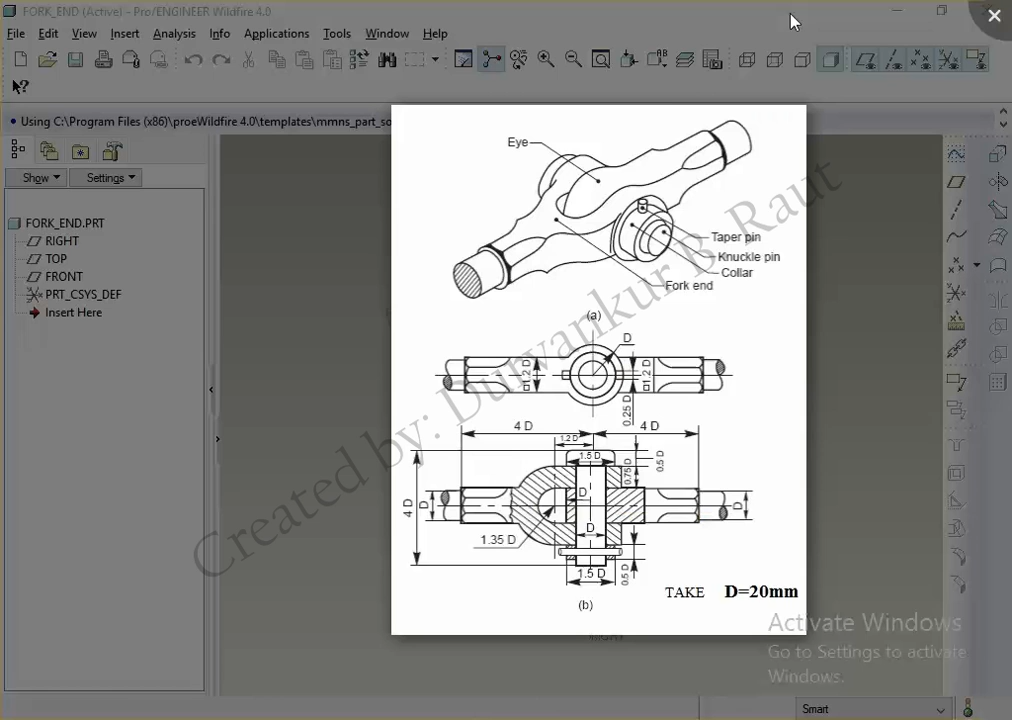 FORK_END (Active) - Pro/ENGINEER Wildfire 4.0
File Edit View Insert Analysis Info Applications Tools Window Help
Using C:\Program Files (x86)\proeWildfire 4.0\templates\mmns_part_so
Show Settings
FORK_END.PRT
RIGHT
TOP
FRONT
PRT_CSYS_DEF
Insert Here
Eye
Taper pin
Knuckle pin
Collar
Fork end
(a)
D
□1.2 D
□1.2 D
0.25 D
4 D
4 D
1.2 D
1.5 D
0.75 D
0.5 D
D
4 D
D
D
D
1.35 D
1.5 D
0.5 D
(b)
TAKE D=20mm
Created by: Durvankur B. Raut
RIGHT
Activate Windows
Go to Settings to activate
Windows.
Smart